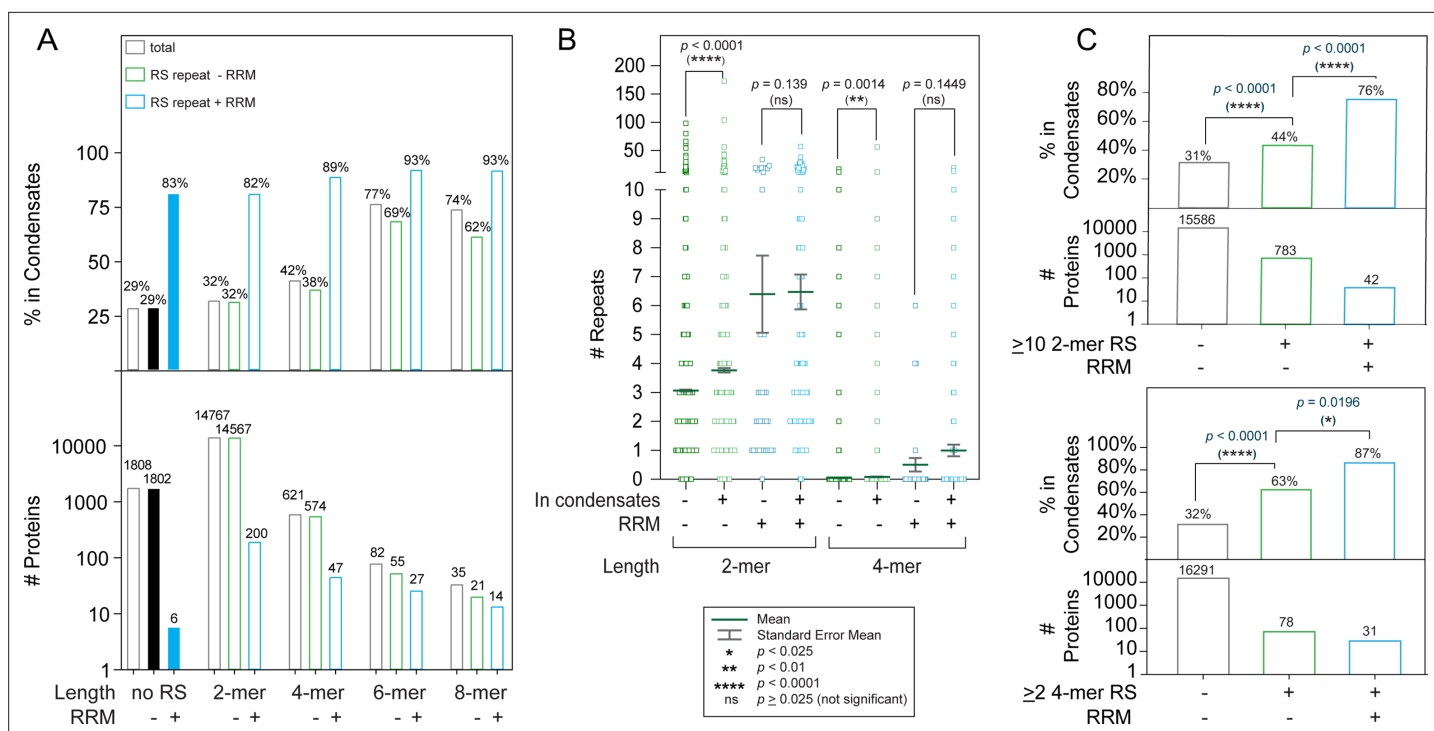 A
total
RS repeat - RRM
RS repeat + RRM
% in Condensates
100
75
50
25
29%
29%
83%
32%
32%
82%
42%
38%
89%
77%
69%
93%
74%
62%
93%
# Proteins
10000
1000
100
10
1
1808
1802
6
14767
14567
200
621
574
47
82
55
27
35
21
14
Length no RS 2-mer 4-mer 6-mer 8-mer
RRM - + - + - + - + - +
B
p < 0.0001
(****)
p = 0.139
(ns)
p = 0.0014
(**)
p = 0.1449
(ns)
# Repeats
200
150
100
50
10
9
8
7
6
5
4
3
2
1
0
In condensates - + - + - + - +
RRM - - + + - - + +
Length 2-mer 4-mer
Mean
Standard Error Mean
* p < 0.025
** p < 0.01
**** p < 0.0001
ns p ≥ 0.025 (not significant)
C
p < 0.0001
(****)
p < 0.0001
(****)
% in
Condensates
80%
60%
40%
20%
31%
44%
76%
#
Proteins
10000
1000
100
10
1
15586
783
42
≥10 2-mer RS - + +
RRM - - +
p < 0.0001
(****)
p = 0.0196
(*)
% in
Condensates
100%
80%
60%
40%
20%
32%
63%
87%
#
Proteins
10000
1000
100
10
1
16291
78
31
≥2 4-mer RS - + +
RRM - - +